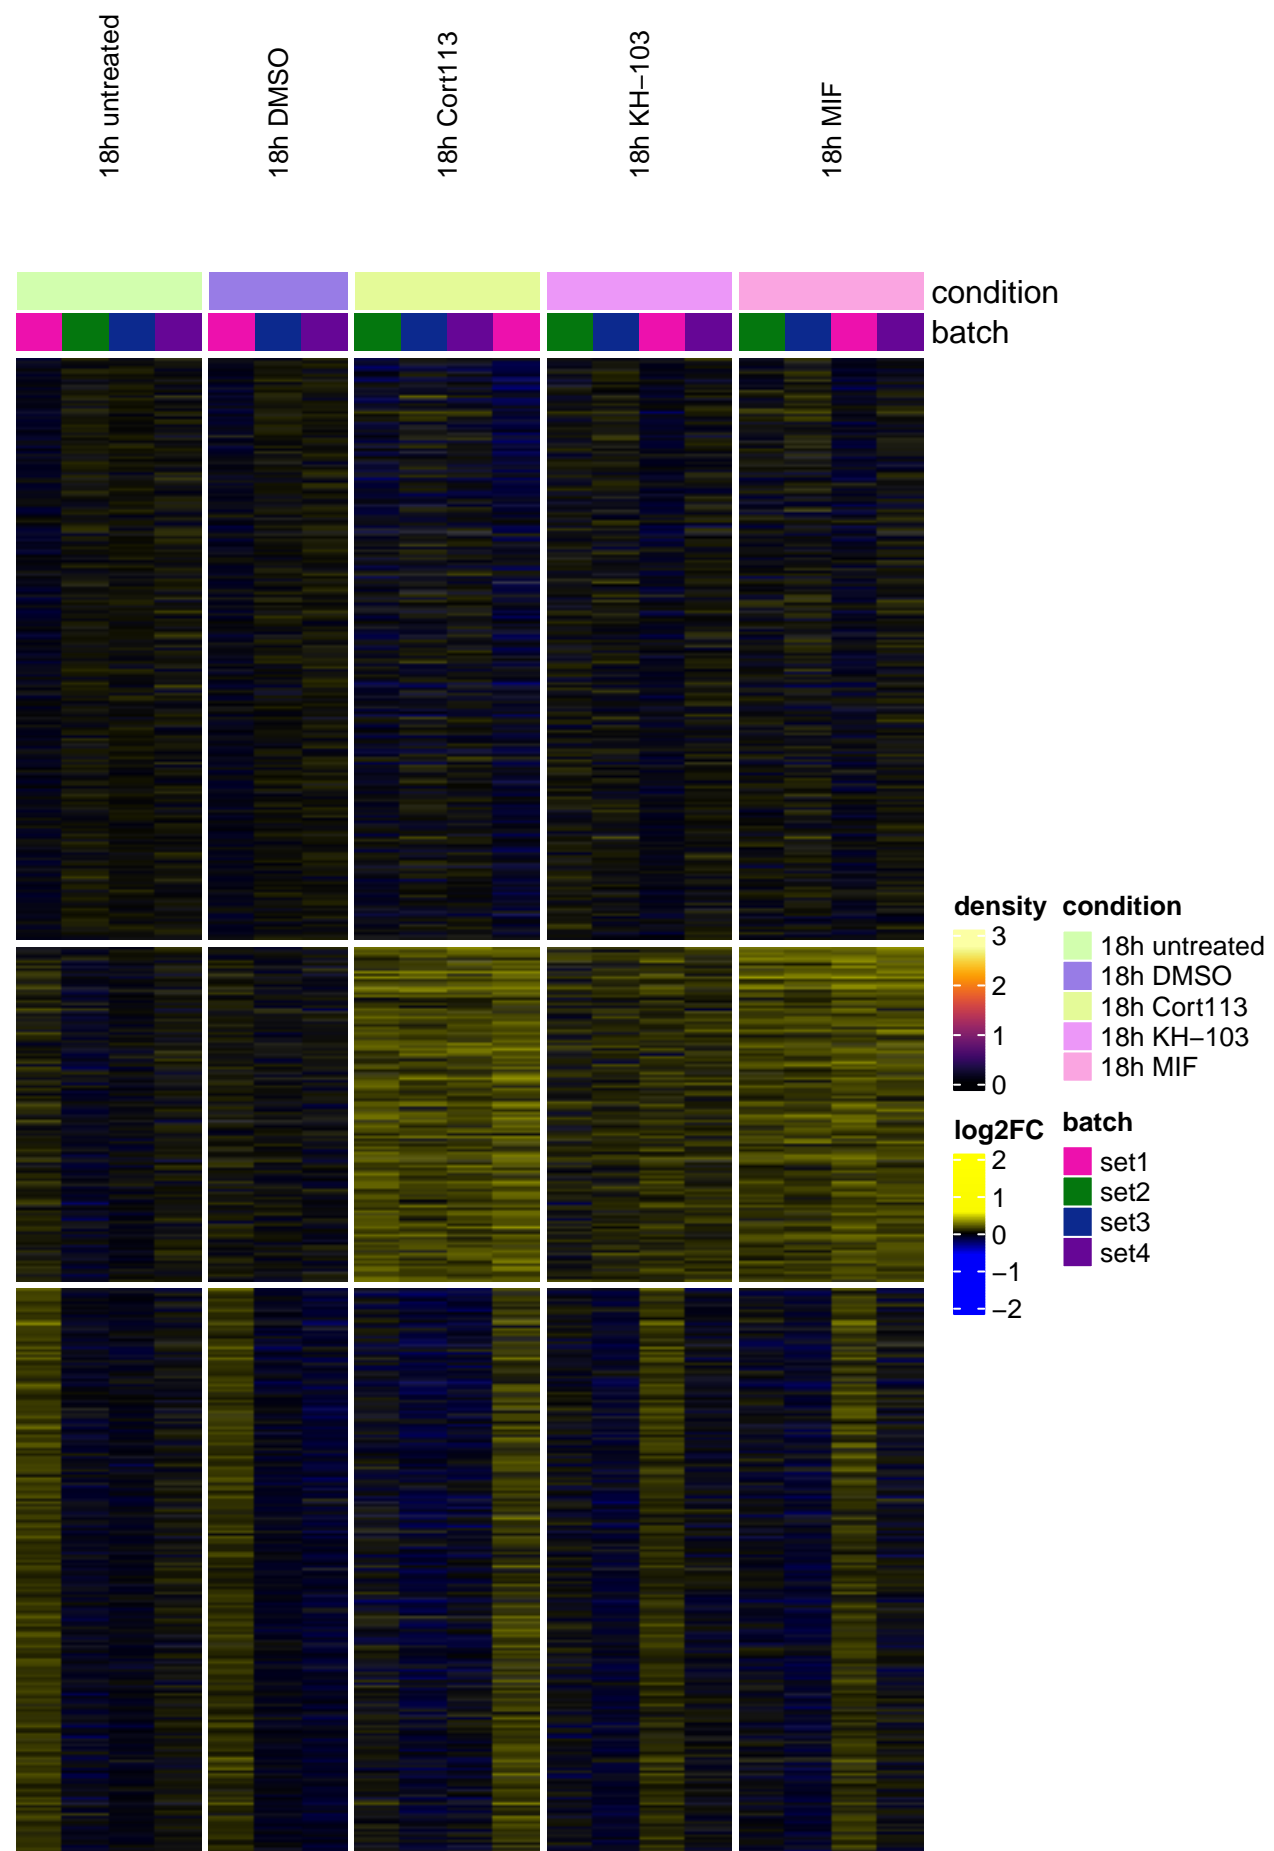 18h untreated
18h DMSO
18h Cort113
18h KH−103
18h MIF
condition
batch
density
3
2
1
0
log2FC
2
1
0
−1
−2
condition
18h untreated
18h DMSO
18h Cort113
18h KH−103
18h MIF
batch
set1
set2
set3
set4